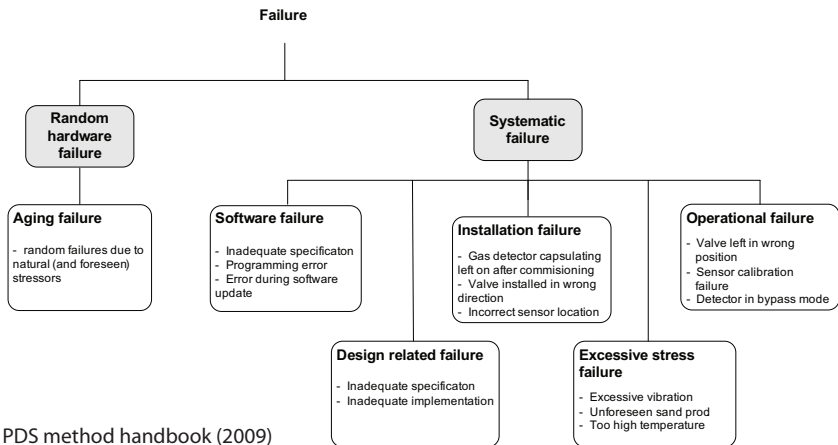 Failure
Random
hardware
failure
Systematic
failure
Aging failure
- random failures due to
natural (and foreseen)
stressors
Software failure
- Inadequate specificaton
- Programming error
- Error during software
update
Installation failure
- Gas detector capsulating
left on after commisioning
- Valve installed in wrong
direction
- Incorrect sensor location
Operational failure
- Valve left in wrong
position
- Sensor calibration
failure
- Detector in bypass mode
Design related failure
- Inadequate specificaton
- Inadequate implementation
Excessive stress
failure
- Excessive vibration
- Unforeseen sand prod
- Too high temperature
PDS method handbook (2009)